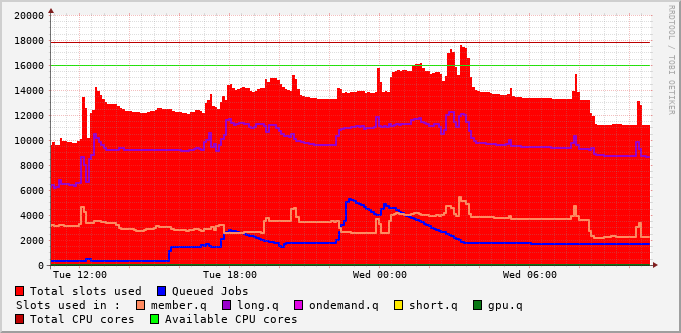 20000
18000
16000
14000
12000
10000
8000
6000
4000
2000
0
Tue 12:00 Tue 18:00 Wed 00:00 Wed 06:00
Total slots used Queued Jobs
Slots used in : member.q long.q ondemand.q short.q gpu.q
Total CPU cores Available CPU cores
RRDTOOL / TOBI OETIKER